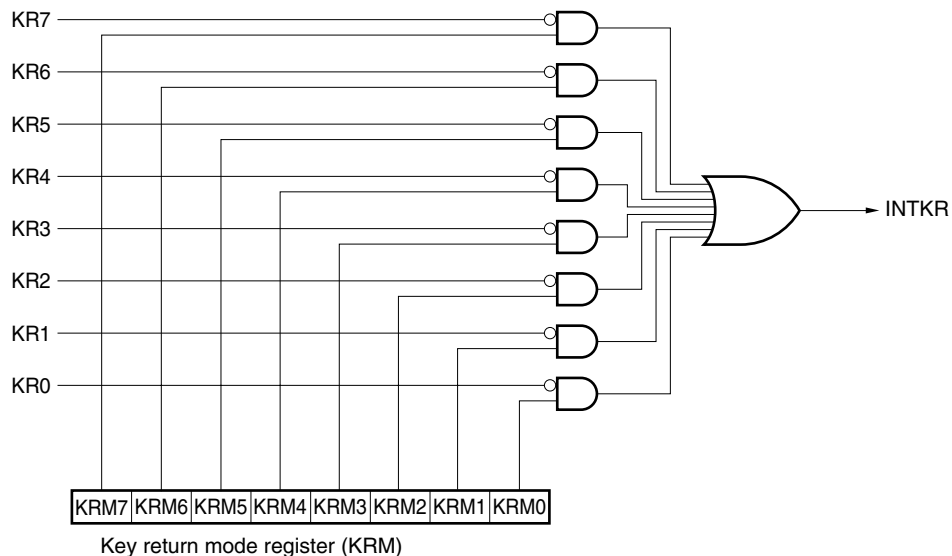 KR7
KR6
KR5
KR4
KR3
INTKR
KR2
KR1
KR0
KRM7 KRM6 KRM5 KRM4 KRM3 KRM2 KRM1 KRM0
Key return mode register (KRM)